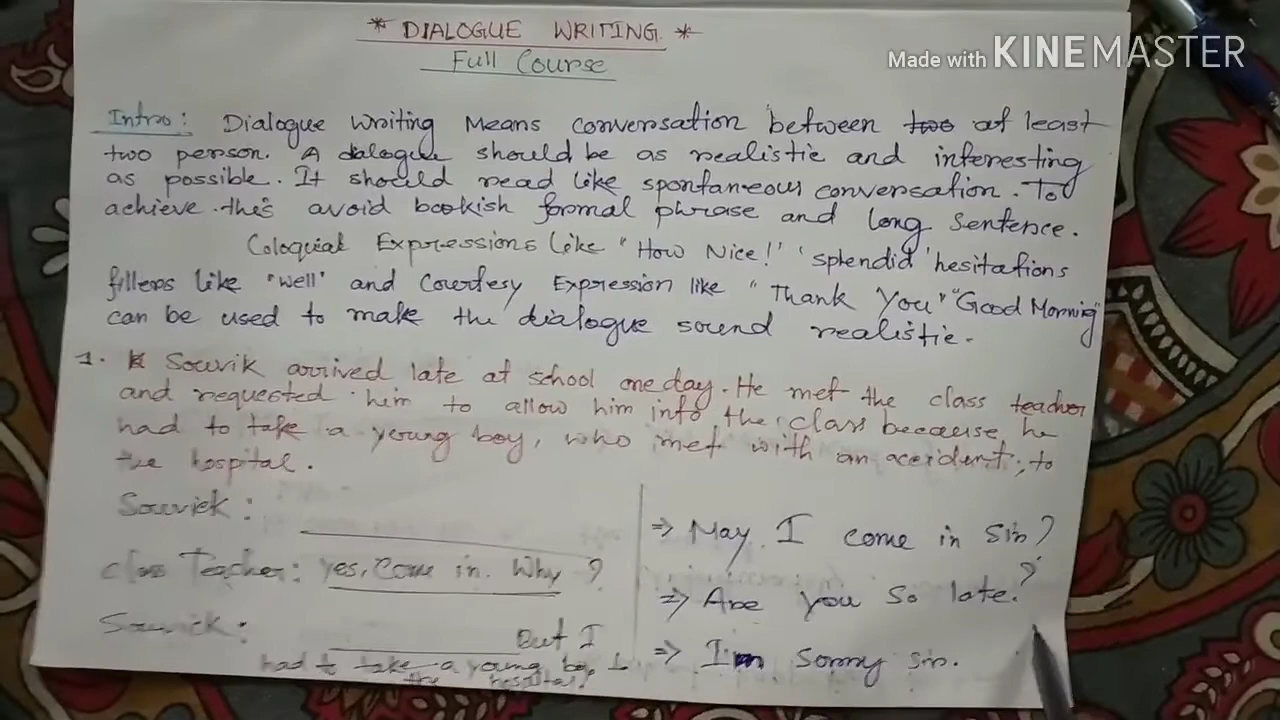 * DIALOGUE WRITING *
Made with KINEMASTER
Full Course
Intro: Dialogue Writing Means conversation between two at least
two person. A dalogue should be as realistic and interesting
as possible. It should read like spontaneous conversation. To
achieve this avoid bookish formal phrase and long sentence.
Coloquial Expressions like "How Nice!' 'splendid' hesitations
fillers like "well" and Courtesy Expression like "Thank You" "Good Morning"
can be used to make the dialogue sound realistic.
1. Souvik arrived late at school one day. He met the class teacher
and requested him to allow him into the class because he
had to take a young boy, who met with an accident, to
the hospital.
Souvick :
class Teacher : yes, Come in. Why ?
Souvick : But I
had to take a young boy to
the hospital.
⇒ May I come in Sir?
⇒ Are you so late?
⇒ I'm sorry sir.